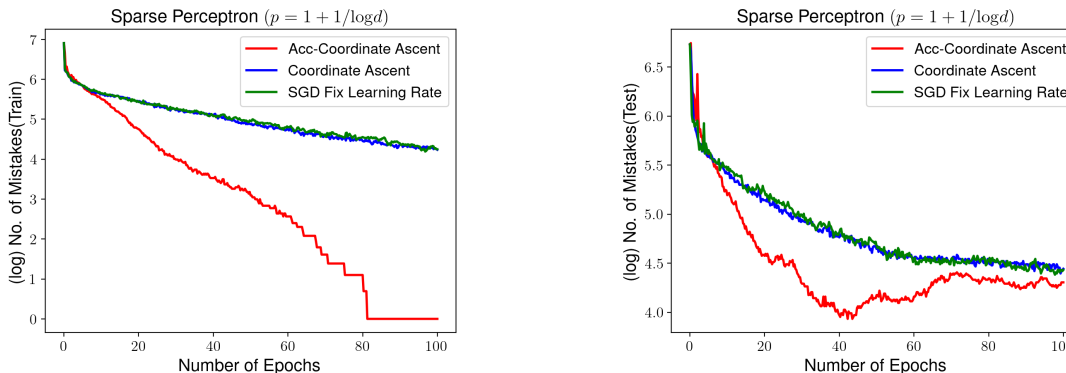 Sparse Perceptron (p = 1 + 1/logd)
(log) No. of Mistakes(Train)
7
6
5
4
3
2
1
0
Acc-Coordinate Ascent
Coordinate Ascent
SGD Fix Learning Rate
0 20 40 60 80 100
Number of Epochs
Sparse Perceptron (p = 1 + 1/logd)
(log) No. of Mistakes(Test)
6.5
6.0
5.5
5.0
4.5
4.0
Acc-Coordinate Ascent
Coordinate Ascent
SGD Fix Learning Rate
0 20 40 60 80 100
Number of Epochs